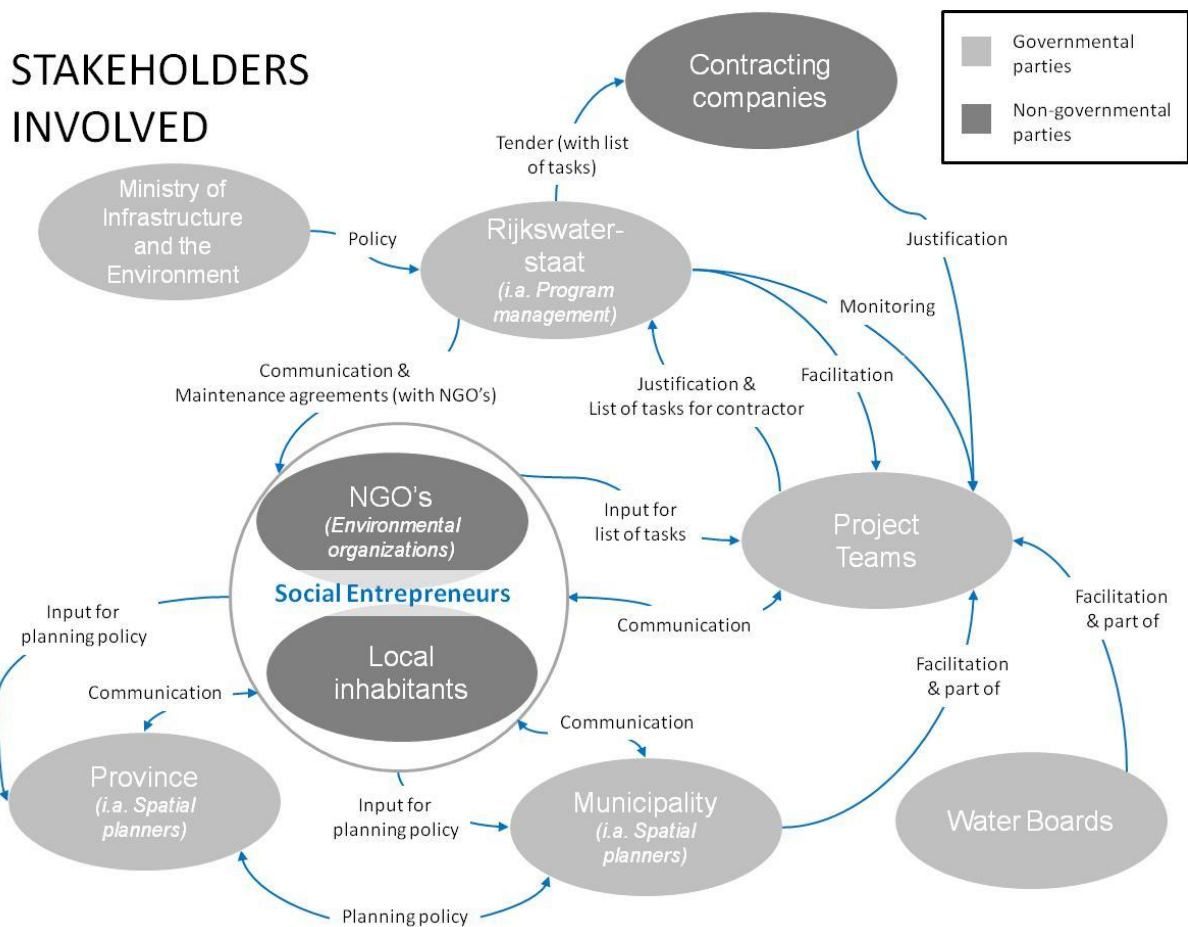 STAKEHOLDERS
INVOLVED
Contracting
companies
Governmental
parties
Non-governmental
parties
Tender (with list
of tasks)
Ministry of
Infrastructure
and the
Environment
Policy
Rijkswater-
staat
(i.a. Program
management)
Justification
Monitoring
Communication &
Maintenance agreements (with NGO's)
Justification &
List of tasks for contractor
Facilitation
NGO's
(Environmental
organizations)
Input for
list of tasks
Project
Teams
Social Entrepreneurs
Input for
planning policy
Communication
Facilitation
& part of
Local
inhabitants
Communication
Facilitation
& part of
Communication
Province
(i.a. Spatial
planners)
Input for
planning policy
Municipality
(i.a. Spatial
planners)
Water Boards
Planning policy